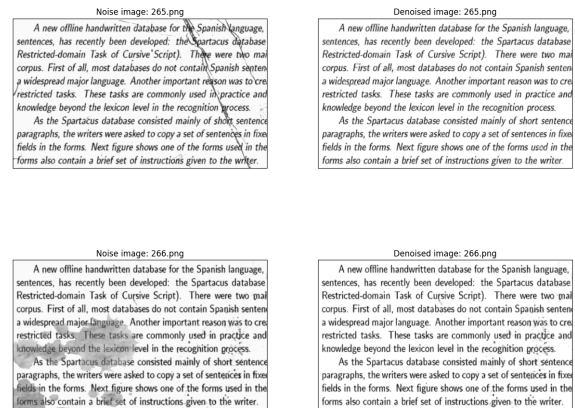 Noise image: 265.png
A new offline handwritten database for the Spanish language,
sentences, has recently been developed: the Spartacus database
Restricted-domain Task of Cursive Script). There were two mai
corpus. First of all, most databases do not contain Spanish senten
a widespread major language. Another important reason was to cre
restricted tasks. These tasks are commonly used in practice and
knowledge beyond the lexicon level in the recognition process.
As the Spartacus database consisted mainly of short sentence
paragraphs, the writers were asked to copy a set of sentences in fixe
fields in the forms. Next figure shows one of the forms used in the
forms also contain a brief set of instructions given to the writer.
Denoised image: 265.png
A new offline handwritten database for the Spanish language,
sentences, has recently been developed: the Spartacus database
Restricted-domain Task of Cursive Script). There were two mai
corpus. First of all, most databases do not contain Spanish senten
a widespread major language. Another important reason was to cre
restricted tasks. These tasks are commonly used in practice and
knowledge beyond the lexicon level in the recognition process.
As the Spartacus database consisted mainly of short sentence
paragraphs, the writers were asked to copy a set of sentences in fixe
fields in the forms. Next figure shows one of the forms used in the
forms also contain a brief set of instructions given to the writer.
Noise image: 266.png
A new offline handwritten database for the Spanish language,
sentences, has recently been developed: the Spartacus database
Restricted-domain Task of Cursive Script). There were two mai
corpus. First of all, most databases do not contain Spanish senten
a widespread major language. Another important reason was to cre
restricted tasks. These tasks are commonly used in practice and
knowledge beyond the lexicon level in the recognition process.
As the Spartacus database consisted mainly of short sentence
paragraphs, the writers were asked to copy a set of sentences in fixe
fields in the forms. Next figure shows one of the forms used in the
forms also contain a brief set of instructions given to the writer.
Denoised image: 266.png
A new offline handwritten database for the Spanish language,
sentences, has recently been developed: the Spartacus database
Restricted-domain Task of Cursive Script). There were two mai
corpus. First of all, most databases do not contain Spanish senten
a widespread major language. Another important reason was to cre
restricted tasks. These tasks are commonly used in practice and
knowledge beyond the lexicon level in the recognition process.
As the Spartacus database consisted mainly of short sentence
paragraphs, the writers were asked to copy a set of sentences in fixe
fields in the forms. Next figure shows one of the forms used in the
forms also contain a brief set of instructions given to the writer.